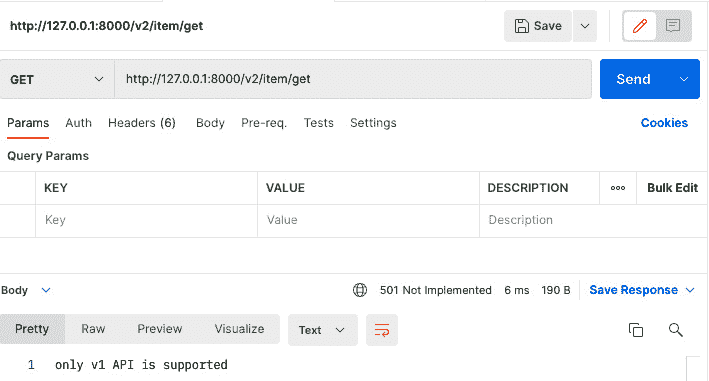 http://127.0.0.1:8000/v2/item/get Save
GET http://127.0.0.1:8000/v2/item/get Send
Params Auth Headers (6) Body Pre-req. Tests Settings Cookies
Query Params
KEY VALUE DESCRIPTION ooo Bulk Edit
Key Value Description
Body 501 Not Implemented 6 ms 190 B Save Response
Pretty Raw Preview Visualize Text
1 only v1 API is supported